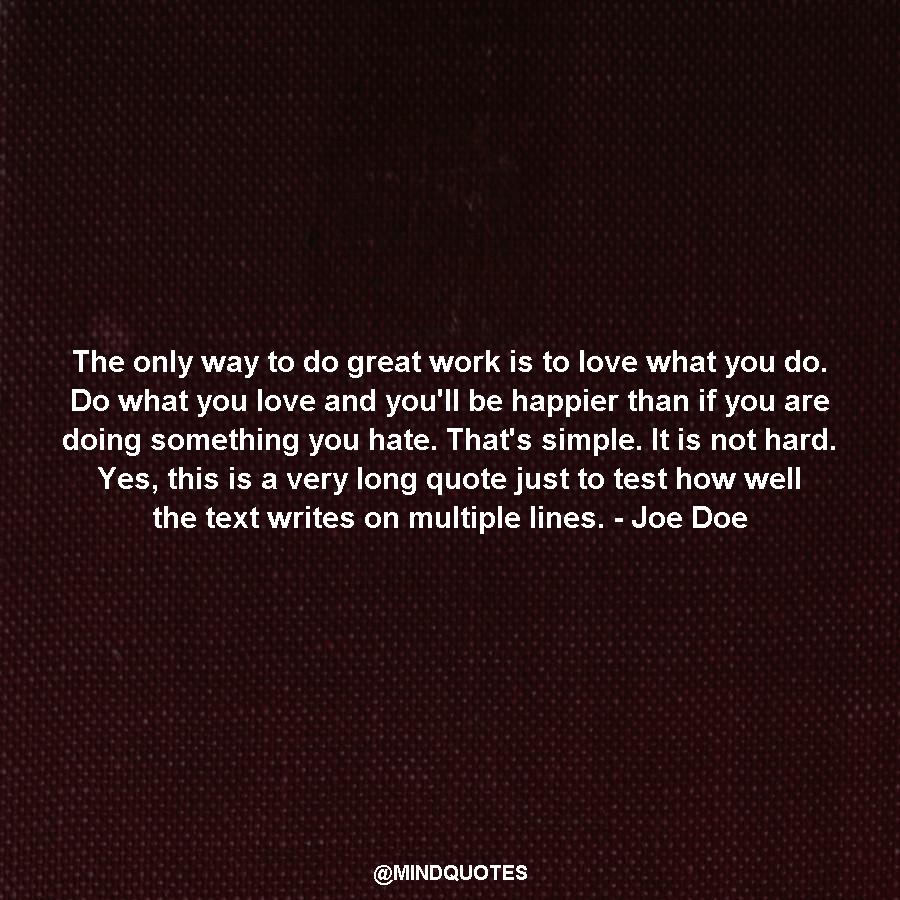 The only way to do great work is to love what you do.
Do what you love and you'll be happier than if you are
doing something you hate. That's simple. It is not hard.
Yes, this is a very long quote just to test how well
the text writes on multiple lines. - Joe Doe
@MINDQUOTES